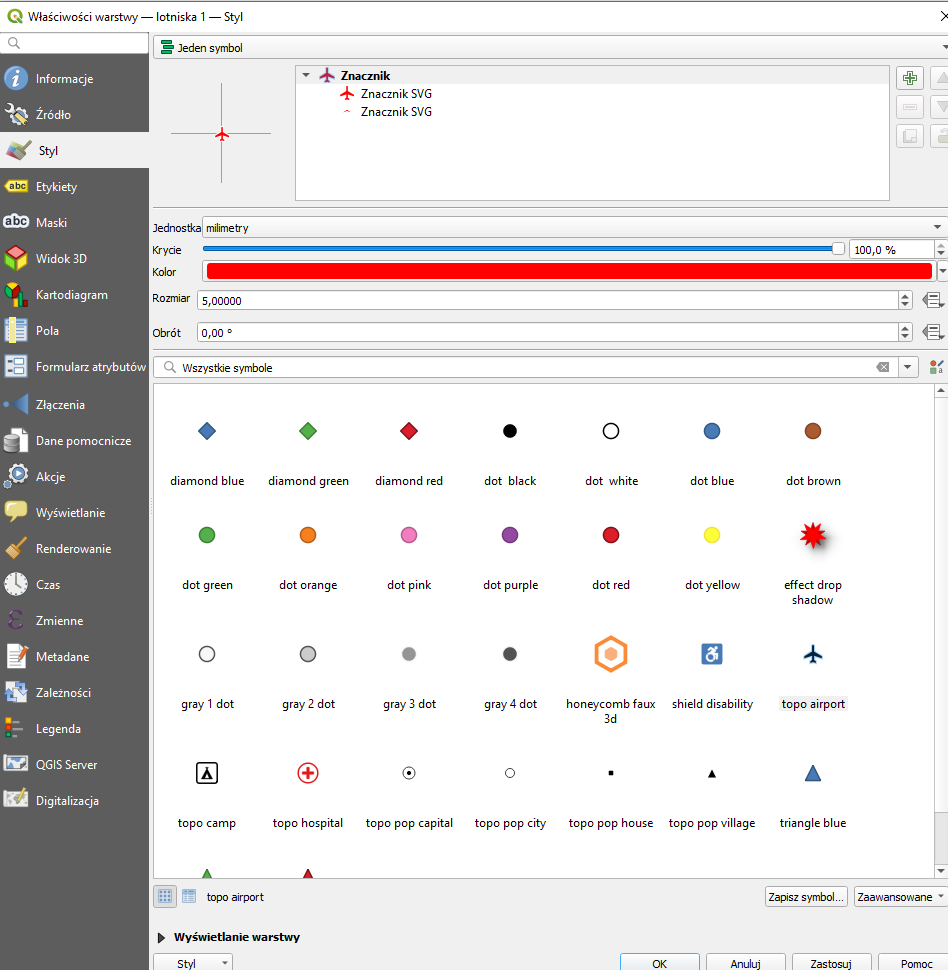 Właściwości warstwy — lotniska 1 — Styl
Informacje
Źródło
Styl
Etykiety
Maski
Widok 3D
Kartodiagram
Pola
Formularz atrybutów
Złączenia
Dane pomocnicze
Akcje
Wyświetlanie
Renderowanie
Czas
Zmienne
Metadane
Zależności
Legenda
QGIS Server
Digitalizacja
Jeden symbol
Znacznik
Znacznik SVG
Znacznik SVG
Jednostka milimetry
Krycie 100,0 %
Kolor
Rozmiar 5,00000
Obrót 0,00 °
Wszystkie symbole
diamond blue diamond green diamond red dot  black dot  white dot blue dot brown
dot green dot orange dot pink dot purple dot red dot yellow effect drop
shadow
gray 1 dot gray 2 dot gray 3 dot gray 4 dot honeycomb faux shield disability topo airport
3d
topo camp topo hospital topo pop capital topo pop city topo pop house topo pop village triangle blue
topo airport Zapisz symbol... Zaawansowane
Wyświetlanie warstwy
Styl OK Anuluj Zastosuj Pomoc